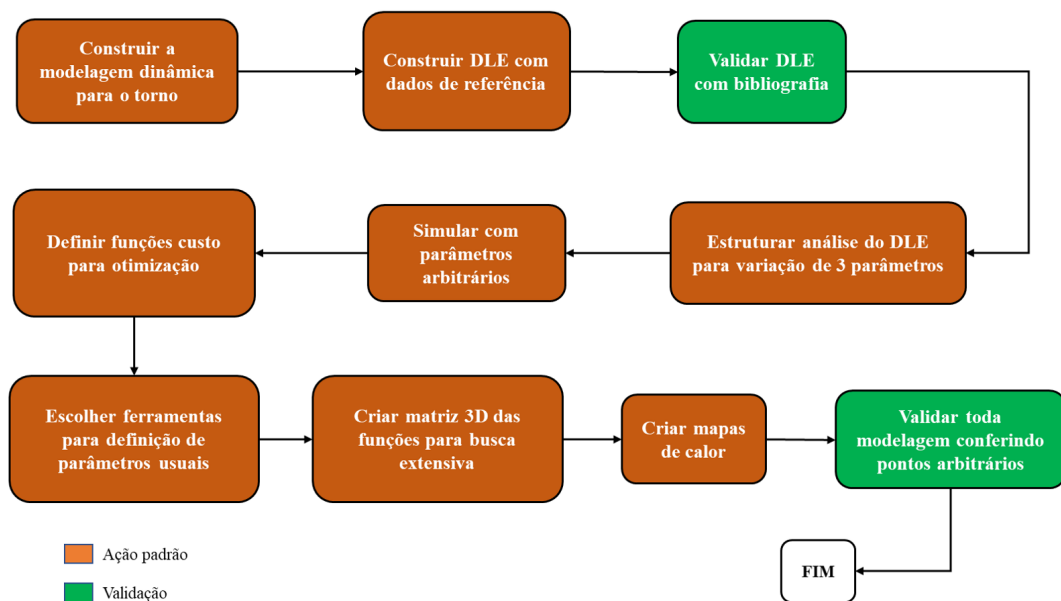 Construir a
modelagem dinâmica
para o torno
Construir DLE com
dados de referência
Validar DLE
com bibliografia
Estruturar análise do DLE
para variação de 3 parâmetros
Simular com
parâmetros
arbitrários
Definir funções custo
para otimização
Escolher ferramentas
para definição de
parâmetros usuais
Criar matriz 3D das
funções para busca
extensiva
Criar mapas
de calor
Validar toda
modelagem conferindo
pontos arbitrários
FIM
Ação padrão
Validação